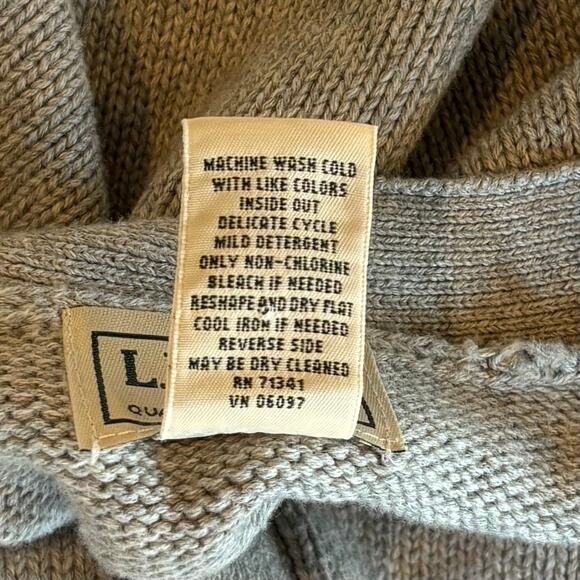 MACHINE WASH COLD
WITH LIKE COLORS
INSIDE OUT
DELICATE CYCLE
MILD DETERGENT
ONLY NON-CHLORINE
BLEACH IF NEEDED
RESHAPE AND DRY FLAT
COOL IRON IF NEEDED
REVERSE SIDE
MAY BE DRY CLEANED
RN 71341
VN 06097
L.
QUA